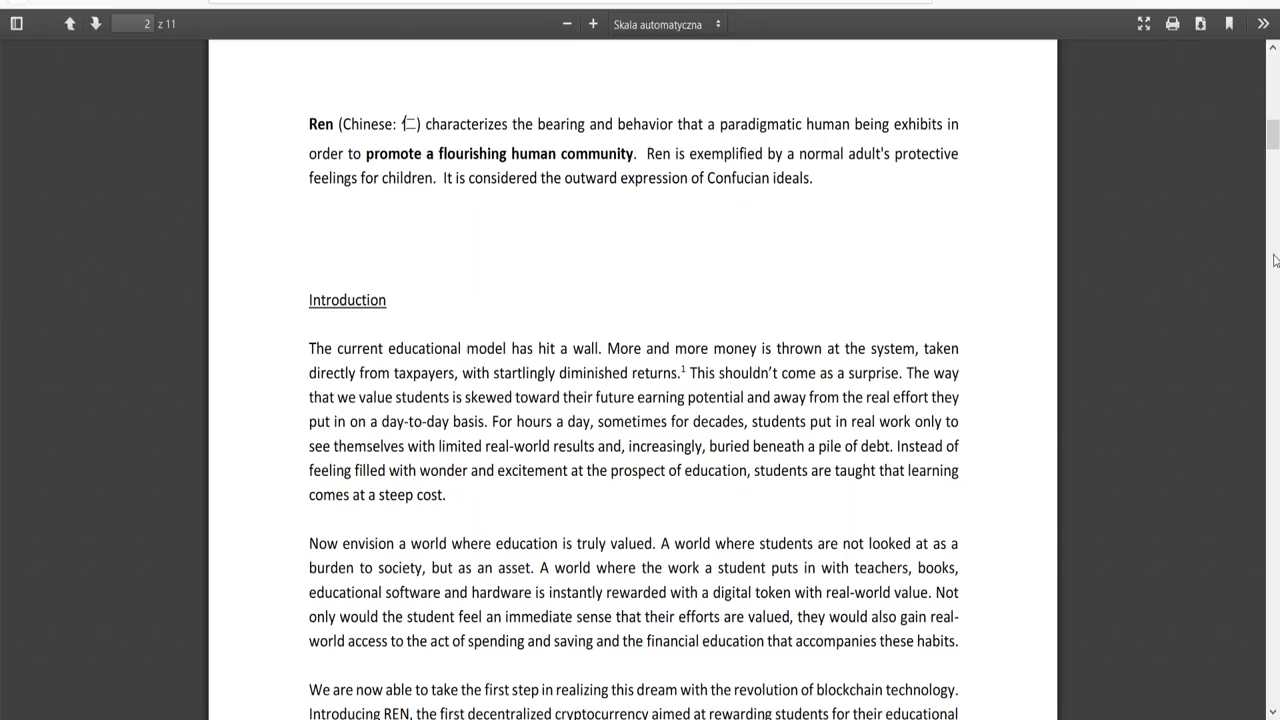 2 z 11
Skala automatyczna
Ren (Chinese: 仁) characterizes the bearing and behavior that a paradigmatic human being exhibits in
order to promote a flourishing human community. Ren is exemplified by a normal adult's protective
feelings for children. It is considered the outward expression of Confucian ideals.
Introduction
The current educational model has hit a wall. More and more money is thrown at the system, taken
directly from taxpayers, with startlingly diminished returns.¹ This shouldn’t come as a surprise. The way
that we value students is skewed toward their future earning potential and away from the real effort they
put in on a day-to-day basis. For hours a day, sometimes for decades, students put in real work only to
see themselves with limited real-world results and, increasingly, buried beneath a pile of debt. Instead of
feeling filled with wonder and excitement at the prospect of education, students are taught that learning
comes at a steep cost.
Now envision a world where education is truly valued. A world where students are not looked at as a
burden to society, but as an asset. A world where the work a student puts in with teachers, books,
educational software and hardware is instantly rewarded with a digital token with real-world value. Not
only would the student feel an immediate sense that their efforts are valued, they would also gain real-
world access to the act of spending and saving and the financial education that accompanies these habits.
We are now able to take the first step in realizing this dream with the revolution of blockchain technology.
Introducing REN, the first decentralized cryptocurrency aimed at rewarding students for their educational